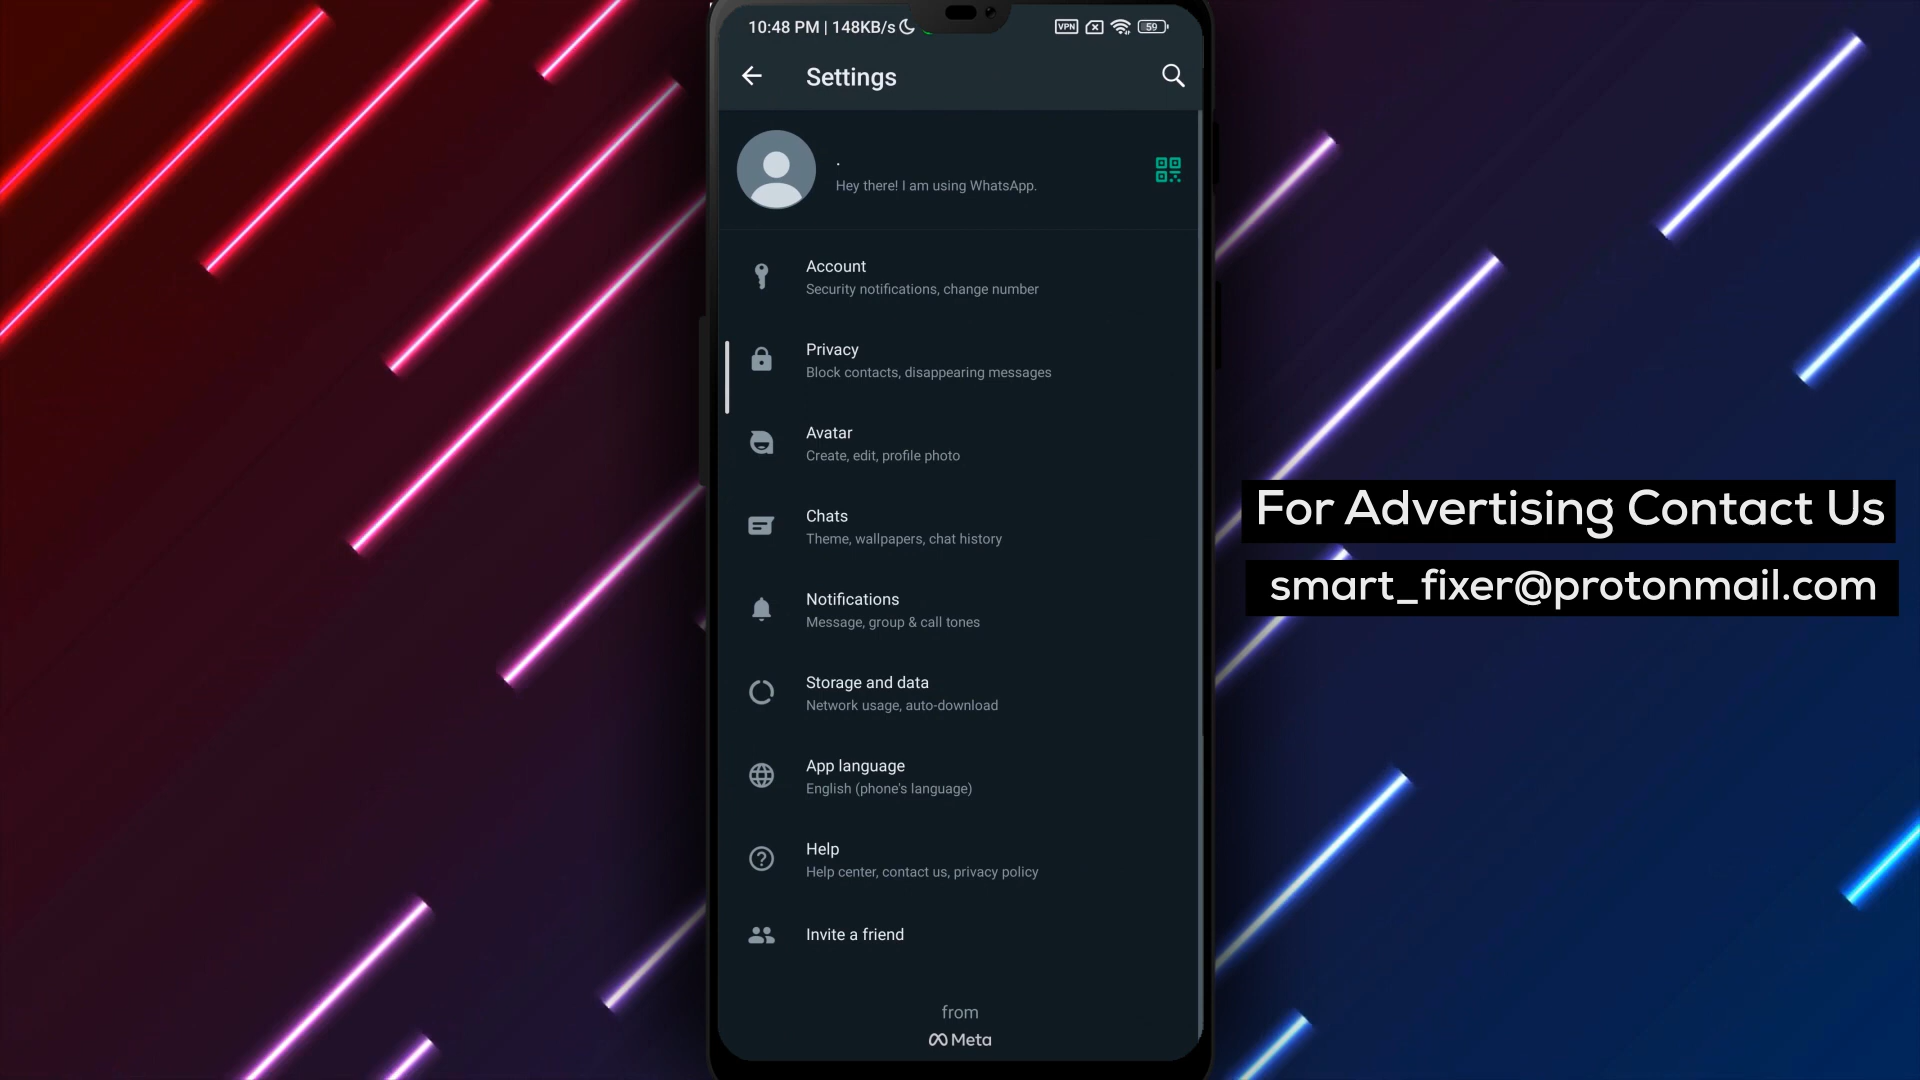 10:48 PM | 148KB/s
VPN
59
Settings
.
Hey there! I am using WhatsApp.
Account
Security notifications, change number
Privacy
Block contacts, disappearing messages
Avatar
Create, edit, profile photo
Chats
Theme, wallpapers, chat history
Notifications
Message, group & call tones
Storage and data
Network usage, auto-download
App language
English (phone's language)
Help
Help center, contact us, privacy policy
Invite a friend
from
Meta
For Advertising Contact Us
smart_fixer@protonmail.com